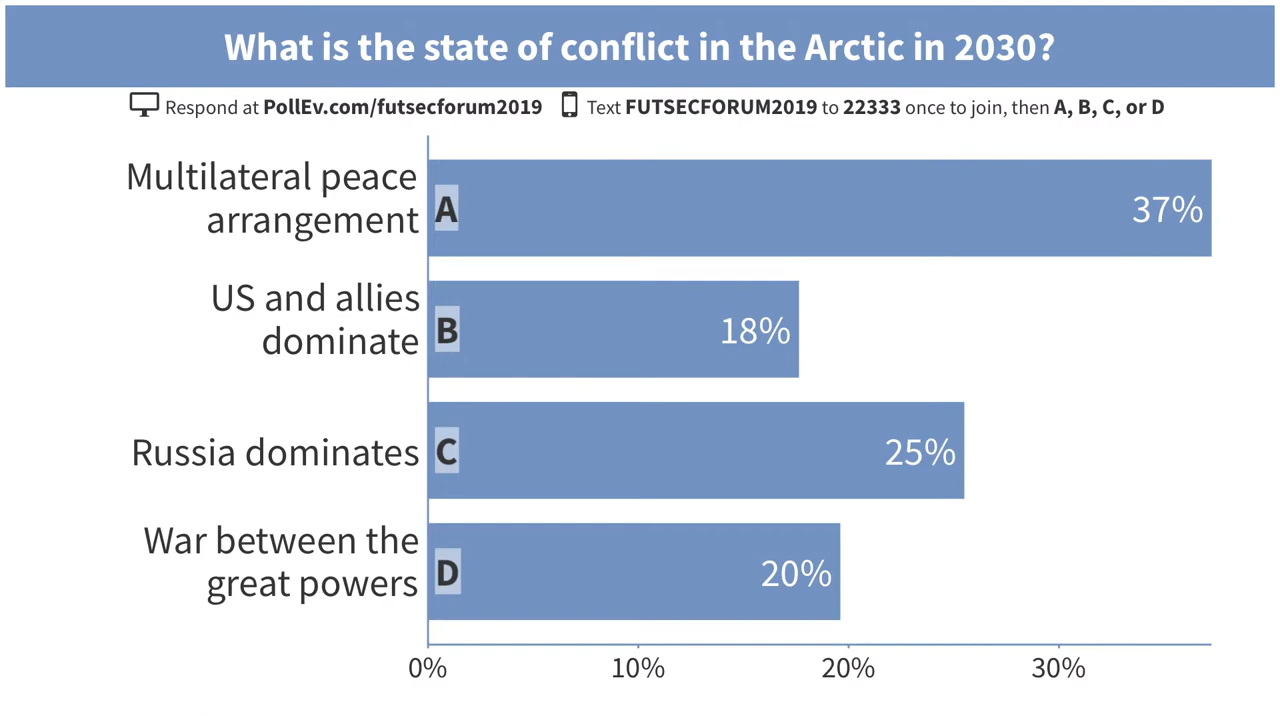 What is the state of conflict in the Arctic in 2030?
Respond at PollEv.com/futsecforum2019 Text FUTSECFORUM2019 to 22333 once to join, then A, B, C, or D
Multilateral peace
arrangement
A
37%
US and allies
dominate
B
18%
Russia dominates
C
25%
War between the
great powers
D
20%
0%
10%
20%
30%